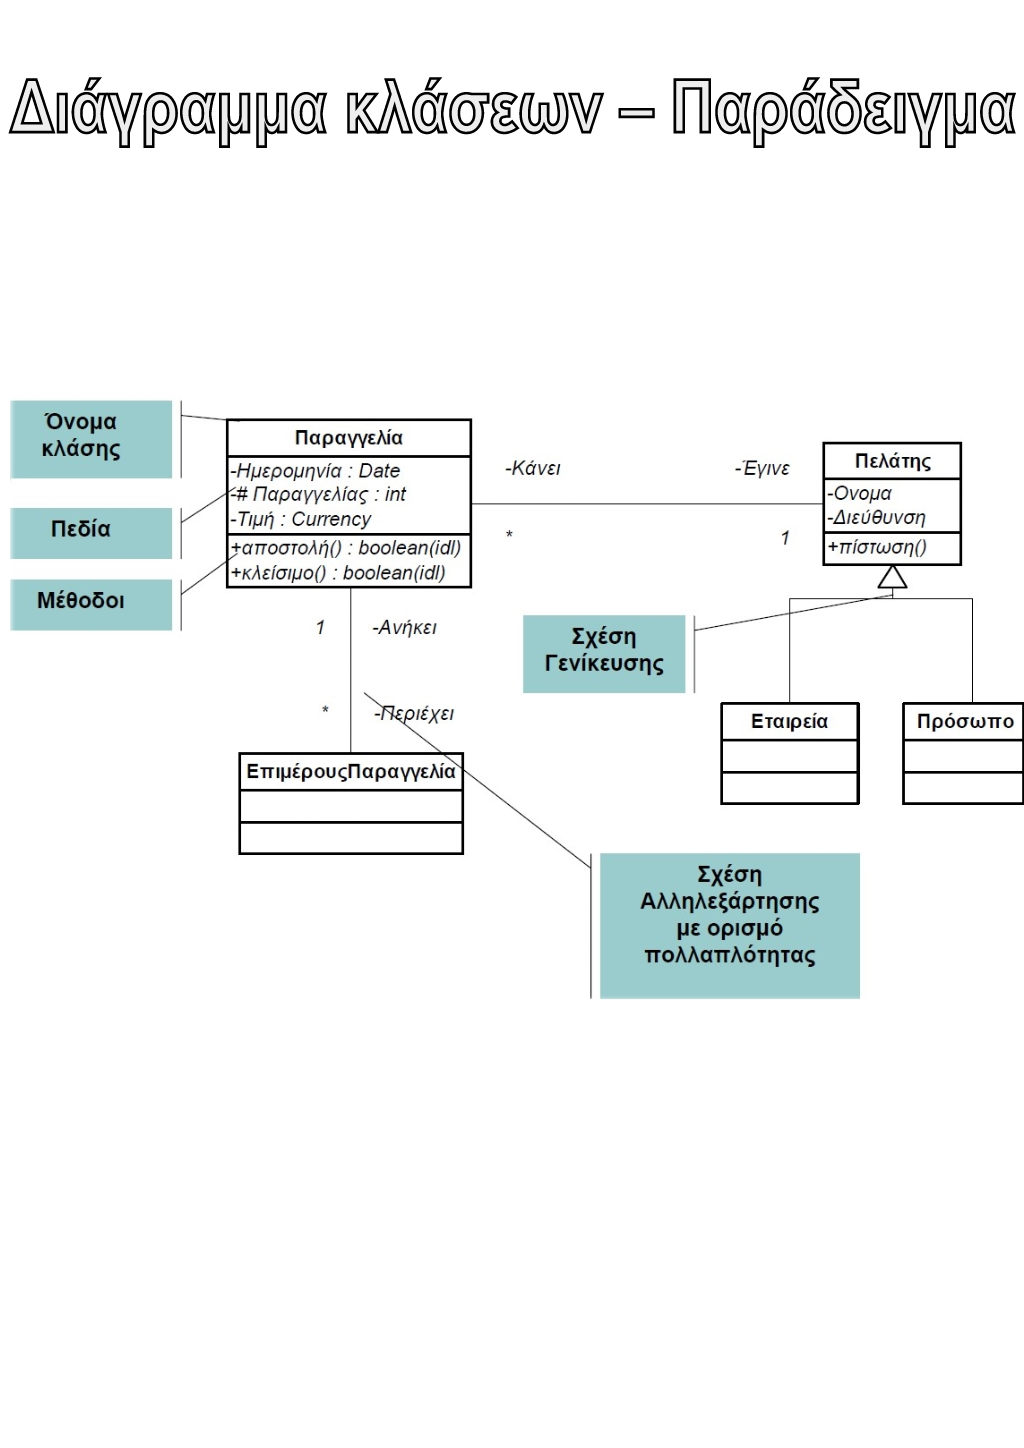 Διάγραμμα κλάσεων – Παράδειγμα
Όνομα
κλάσης
Πεδία
Μέθοδοι
Παραγγελία
-Ημερομηνία : Date
-# Παραγγελίας : int
-Τιμή : Currency
+αποστολή() : boolean(idl)
+κλείσιμο() : boolean(idl)
-Κάνει
-Έγινε
*
1
Πελάτης
-Ονομα
-Διεύθυνση
+πίστωση()
1
-Ανήκει
*
-Περιέχει
Σχέση
Γενίκευσης
Εταιρεία
Πρόσωπο
ΕπιμέρουςΠαραγγελία
Σχέση
Αλληλεξάρτησης
με ορισμό
πολλαπλότητας